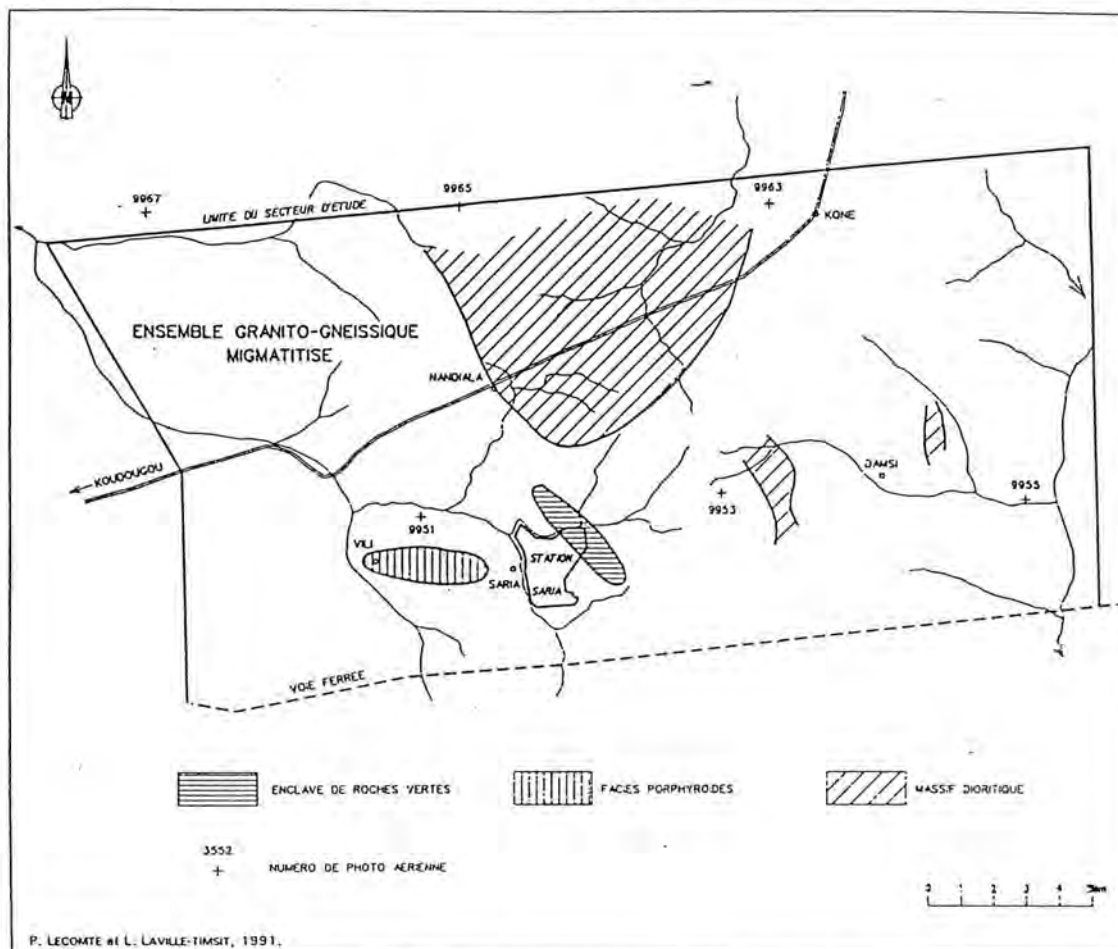 N
9967
9965
9963
LIMITE DU SECTEUR D'ETUDE
KONE
ENSEMBLE GRANITO-GNEISSIQUE
MIGMATITISE
NANDIALA
KOUDOUGOU
DAMSI
9955
9953
9951
VILI
STATION
SARIA
SARIA
VOIE FERREE
ENCLAVE DE ROCHES VERTES
FACIES PORPHYROIDES
MASSIF DIORITIQUE
3552
NUMERO DE PHOTO AERIENNE
0 1 2 3 4 5km
P. LECOMTE et L. LAVILLE-TIMSIT, 1991.